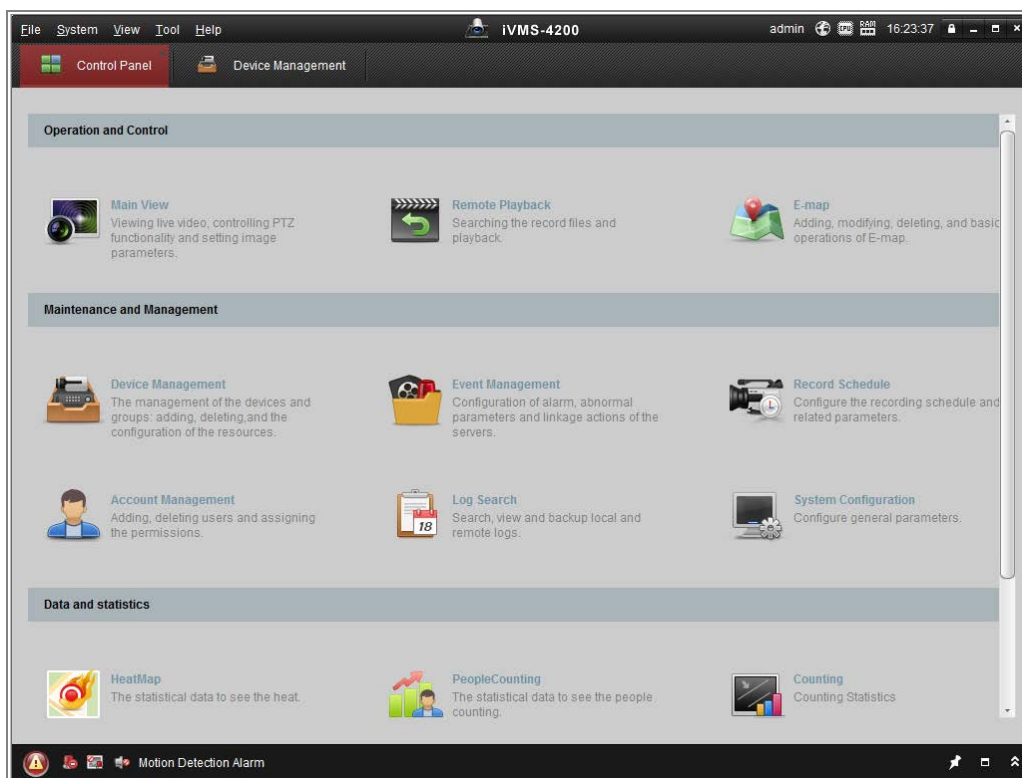 File System View Tool Help iVMS-4200 admin CPU RAM 16:23:37
Control Panel Device Management
Operation and Control
Main View
Viewing live video, controlling PTZ
functionality and setting image
parameters.
Remote Playback
Searching the record files and
playback.
E-map
Adding, modifying, deleting, and basic
operations of E-map.
Maintenance and Management
Device Management
The management of the devices and
groups: adding, deleting,and the
configuration of the resources.
Event Management
Configuration of alarm, abnormal
parameters and linkage actions of the
servers.
Record Schedule
Configure the recording schedule and
related parameters.
Account Management
Adding, deleting users and assigning
the permissions.
18
Log Search
Search, view and backup local and
remote logs.
System Configuration
Configure general parameters.
Data and statistics
HeatMap
The statistical data to see the heat.
PeopleCounting
The statistical data to see the people
counting.
Counting
Counting Statistics
Motion Detection Alarm